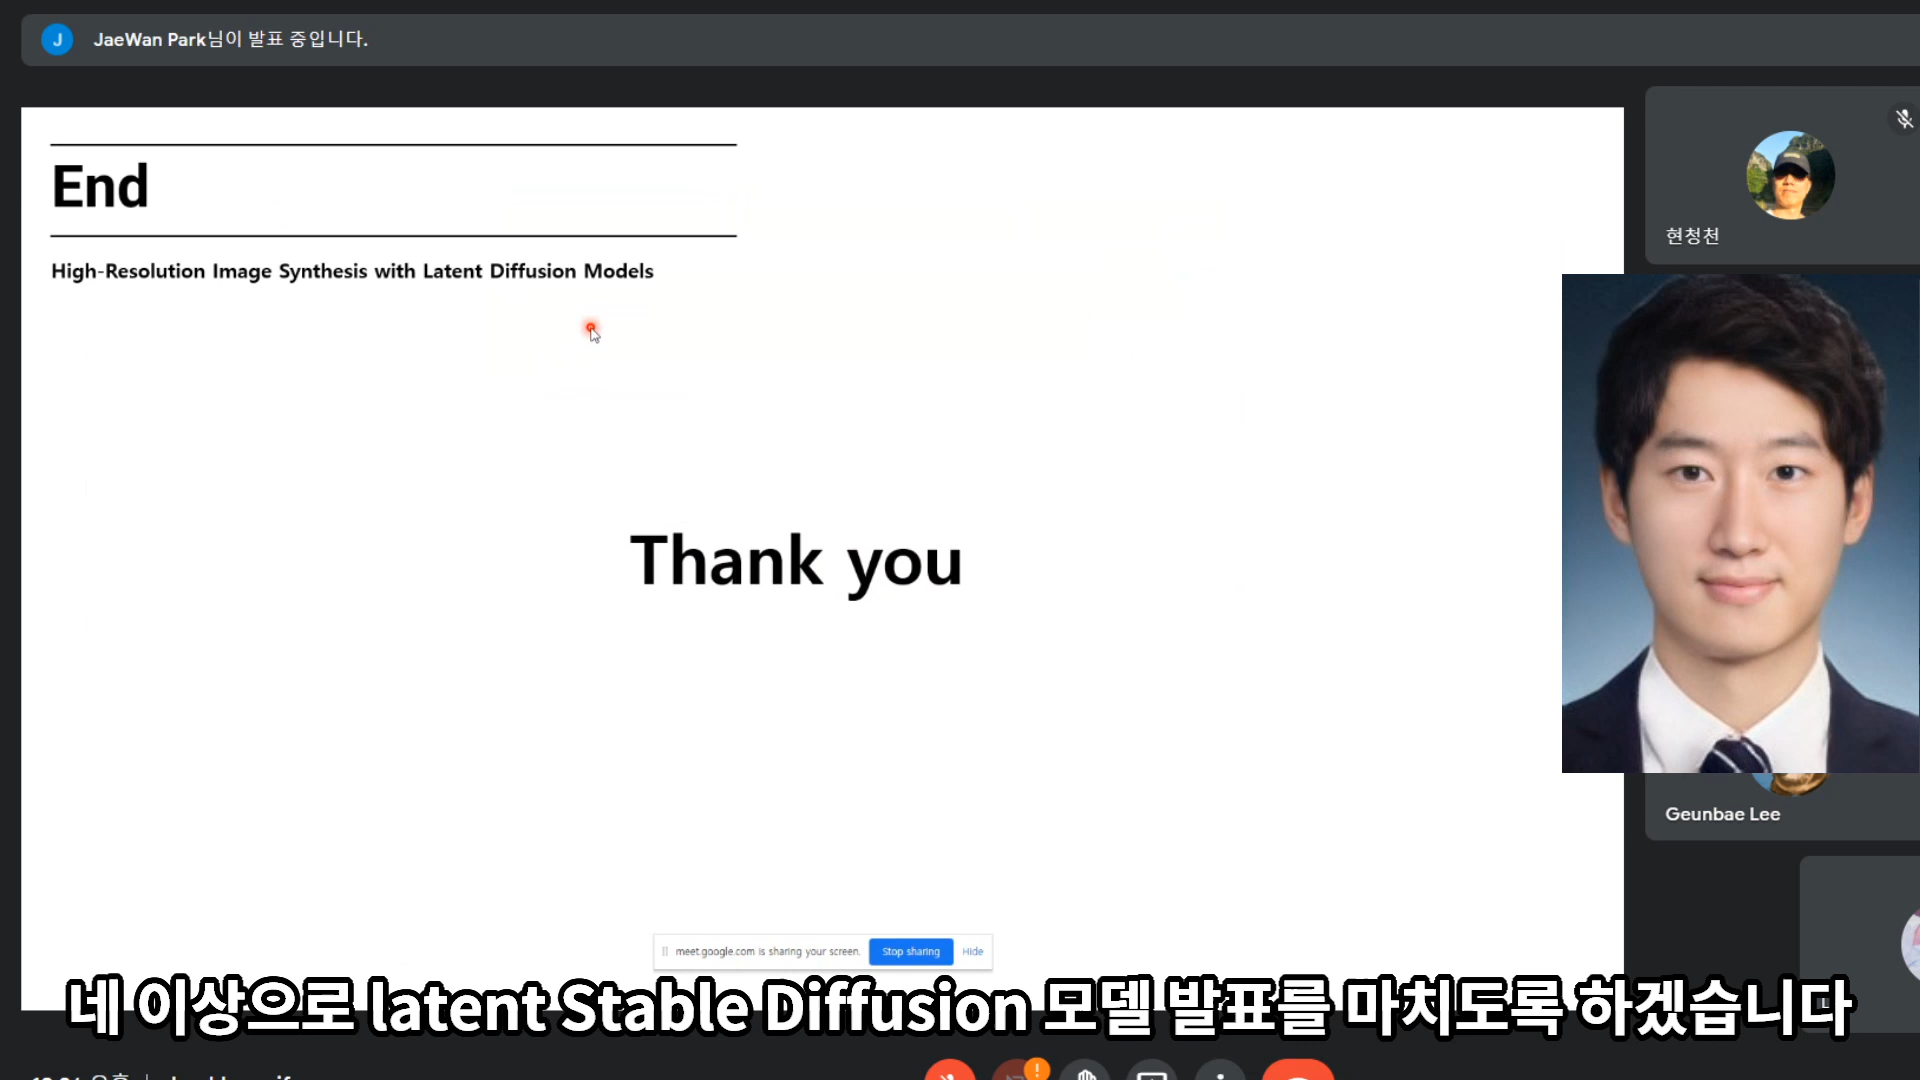 J JaeWan Park님이 발표 중입니다.
End
High-Resolution Image Synthesis with Latent Diffusion Models
Thank you
현청천
Geunbae Lee
meet.google.com is sharing your screen. Stop sharing Hide
네 이상으로 latent Stable Diffusion 모델 발표를 마치도록 하겠습니다